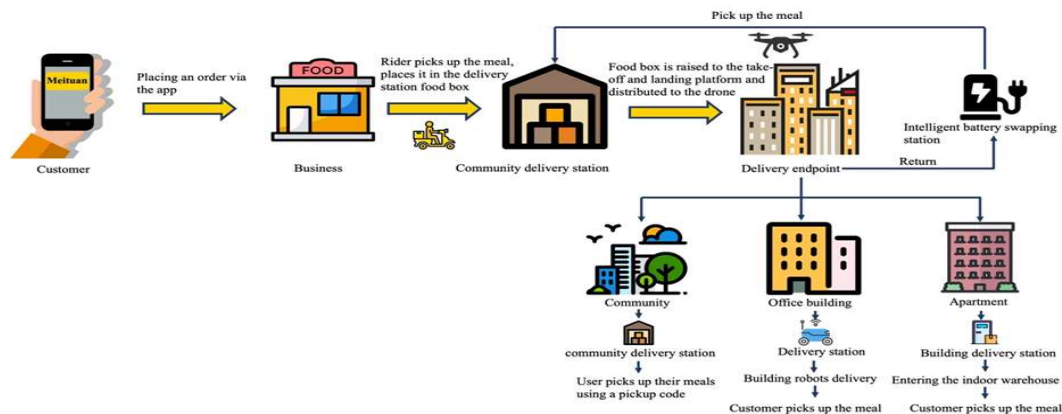 Pick up the meal
Meituan
Placing an order via
the app
FOOD
Rider picks up the meal,
places it in the delivery
station food box
Food box is raised to the take-
off and landing platform and
distributed to the drone
Intelligent battery swapping
station
Customer
Business
Community delivery station
Delivery endpoint
Return
Community
Office building
Apartment
community delivery station
Delivery station
Building delivery station
User picks up their meals
using a pickup code
Building robots delivery
Entering the indoor warehouse
Customer picks up the meal
Customer picks up the meal